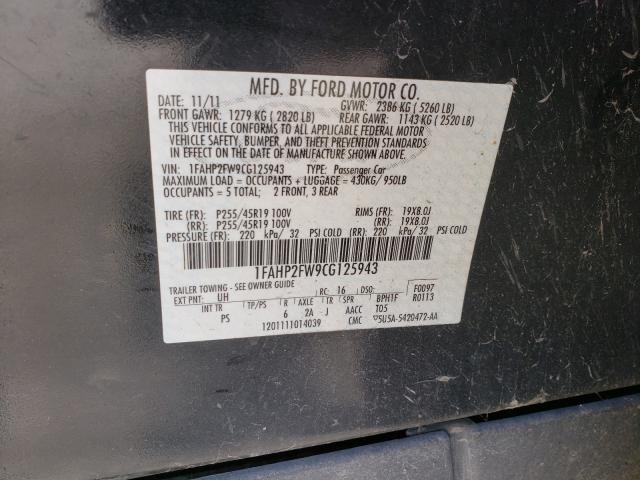 MFD. BY FORD MOTOR CO.
DATE: 11/11 GVWR: 2386 KG ( 5260 LB)
FRONT GAWR: 1279 KG ( 2820 LB) REAR GAWR: 1143 KG ( 2520 LB)
THIS VEHICLE CONFORMS TO ALL APPLICABLE FEDERAL MOTOR
VEHICLE SAFETY, BUMPER, AND THEFT PREVENTION STANDARDS
IN EFFECT ON THE DATE OF MANUFACTURE SHOWN ABOVE.
VIN: 1FAHP2FW9CG125943 TYPE: Passenger Car
MAXIMUM LOAD = OCCUPANTS + LUGGAGE = 430KG/ 950LB
OCCUPANTS = 5 TOTAL; 2 FRONT, 3 REAR
TIRE (FF): P255/45R19 100V RIMS (FF): 19X8.0J
(RR): P255/45R19 100V (RR): 19X8.0J
PRESSURE (FF): 220 kPa/ 32 PSI COLD (RR): 220 kPa/ 32 PSI COLD
1FAHP2FW9CG125943
TRAILER TOWING - SEE OWNER GUIDE
EXT PNT: UH RC: 16 DSO: F0097
INT TR TP/PS R AXLE TR SPR BPH1F R0113
PS 6 2A J AACC T05
1201111014039 CMC 5U5A-5420472-AA